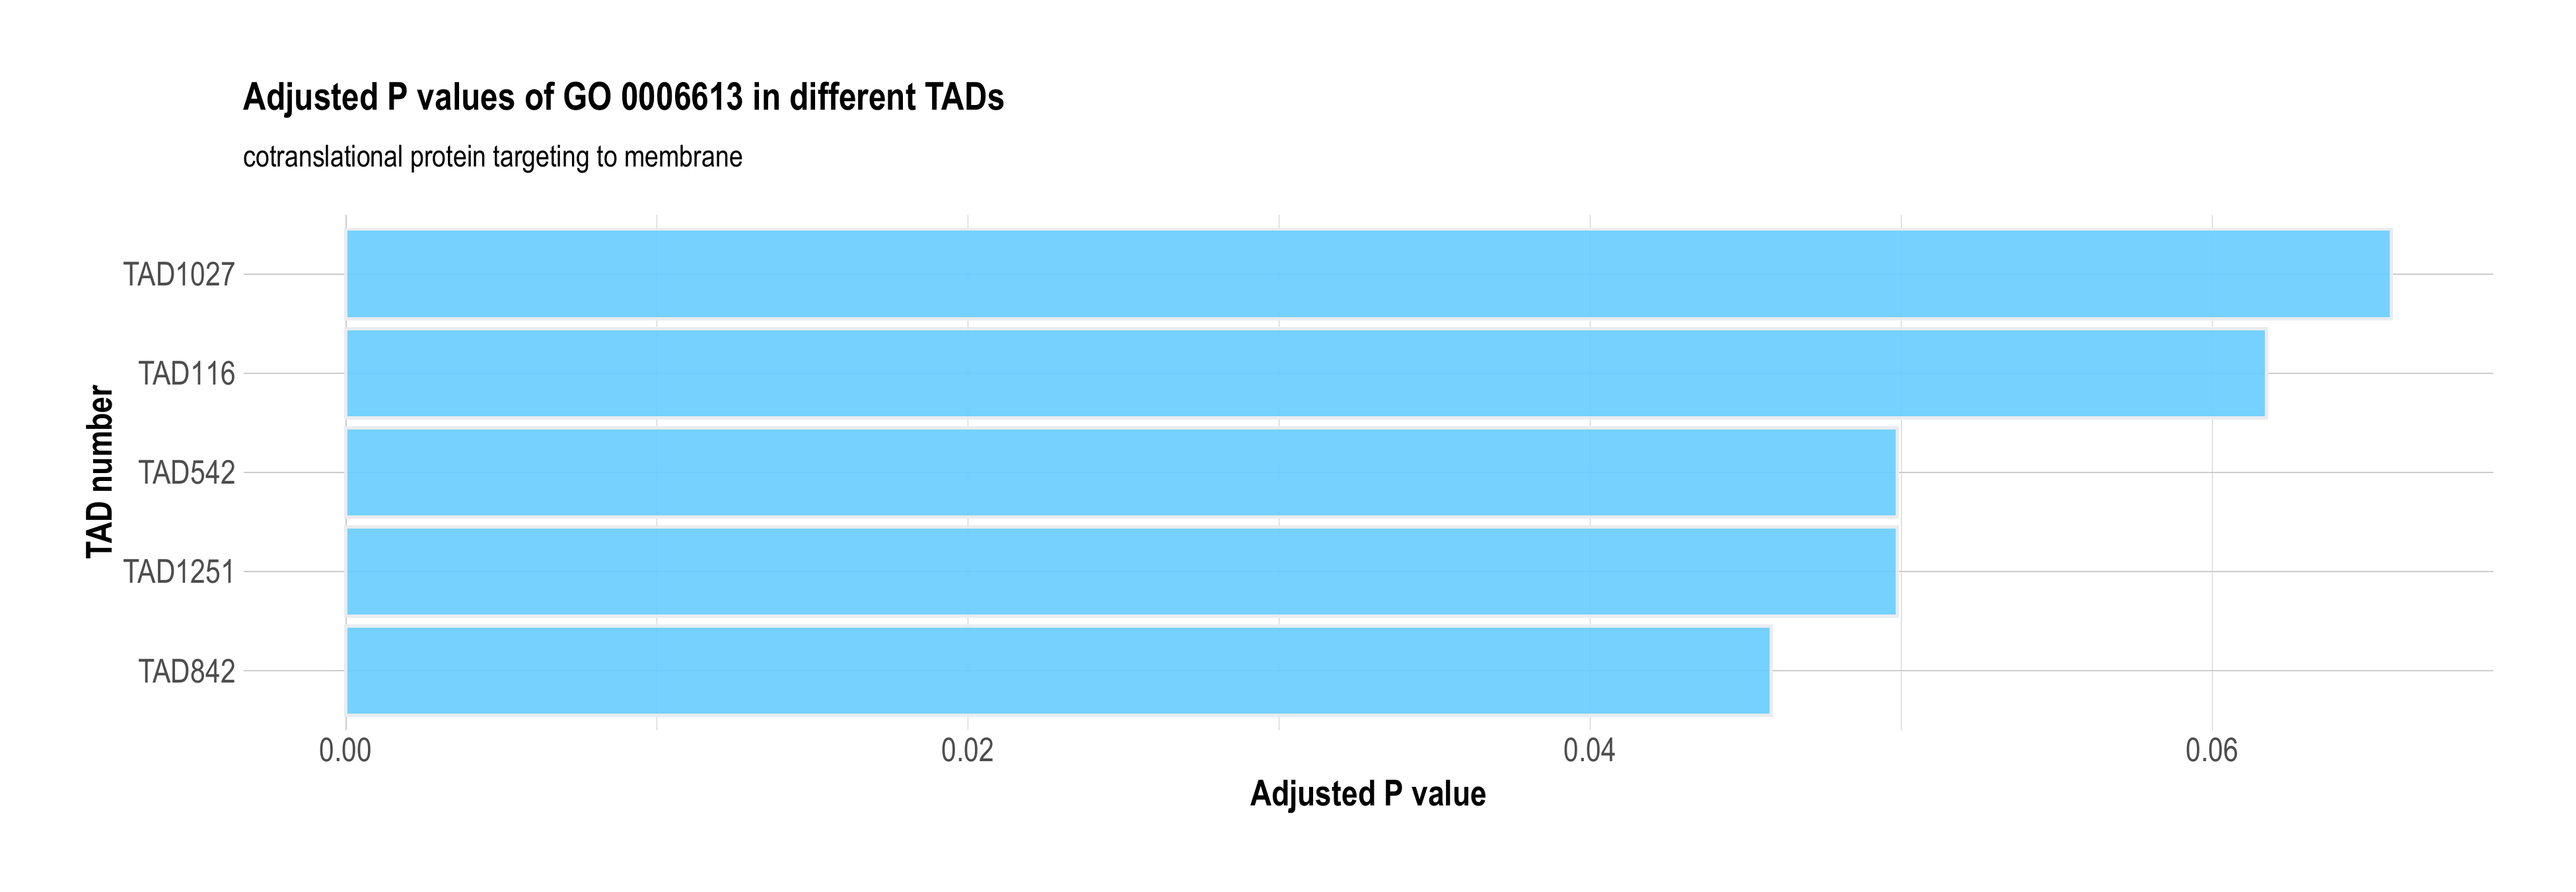 Adjusted P values of GO 0006613 in different TADs
cotranslational protein targeting to membrane
TAD number
TAD1027
TAD116
TAD542
TAD1251
TAD842
0.00 0.02 0.04 0.06
Adjusted P value